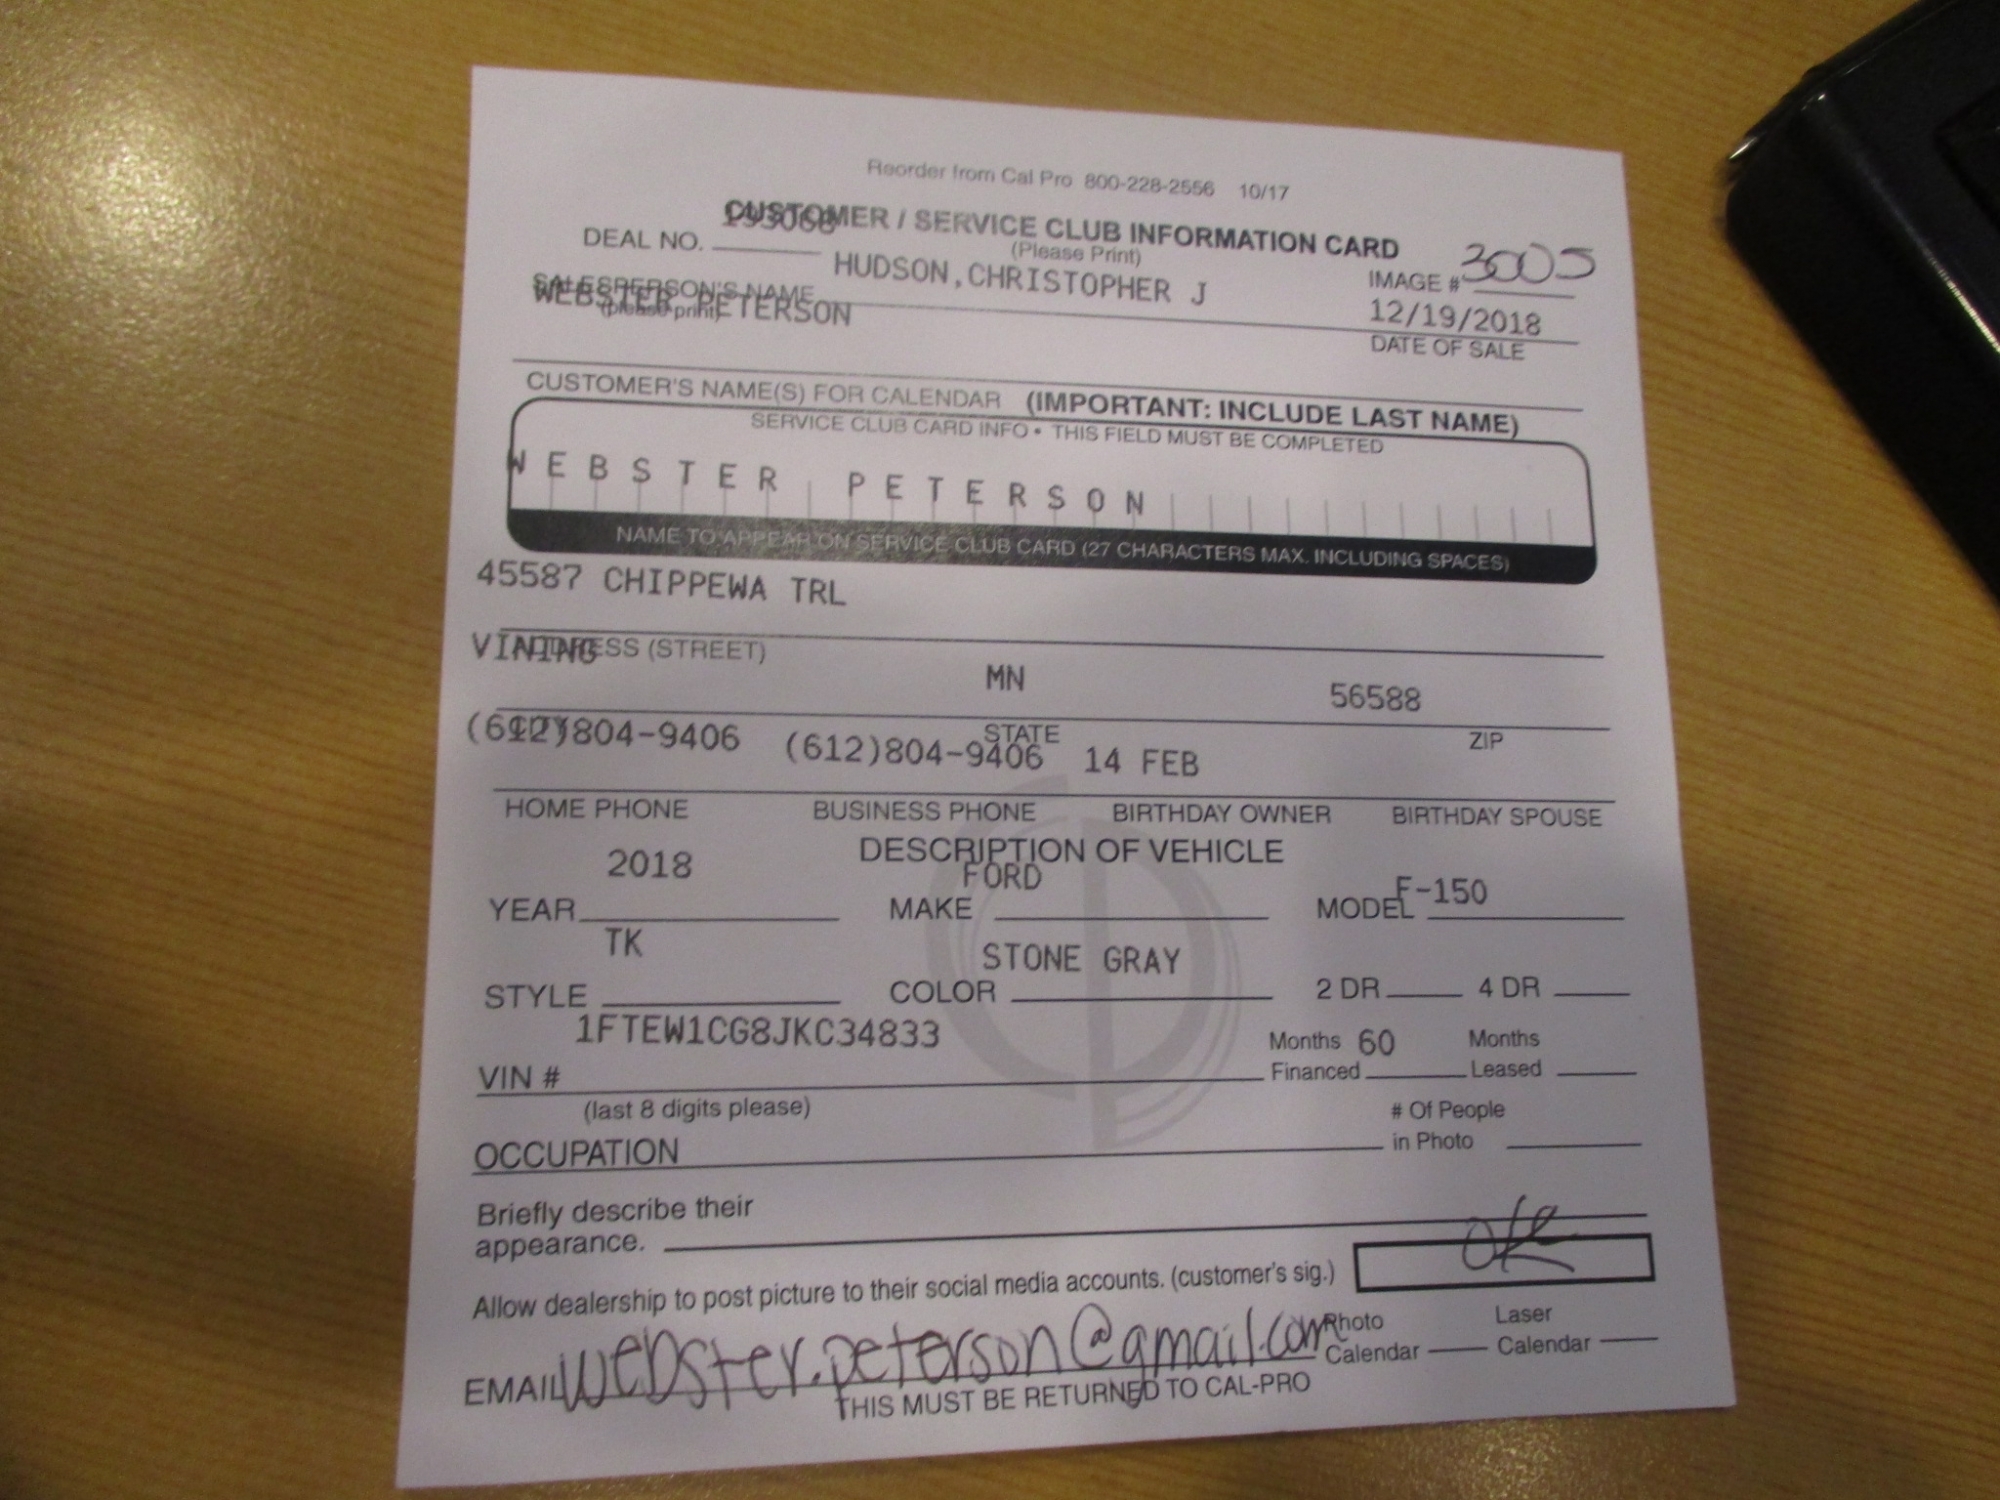 Reorder from Cal Pro 800-228-2556 10/17
CUSTOMER / SERVICE CLUB INFORMATION CARD
(Please Print)
DEAL NO. 193068
IMAGE # 3005
SALESPERSON'S NAME HUDSON,CHRISTOPHER J
(please print)
12/19/2018
DATE OF SALE
WEBSTER PETERSON
CUSTOMER'S NAME(S) FOR CALENDAR (IMPORTANT: INCLUDE LAST NAME)
SERVICE CLUB CARD INFO • THIS FIELD MUST BE COMPLETED
WEBSTER PETERSON
NAME TO APPEAR ON SERVICE CLUB CARD (27 CHARACTERS MAX. INCLUDING SPACES)
45587 CHIPPEWA TRL
ADDRESS (STREET)
VINING MN 56588
CITY STATE ZIP
(612)804-9406 (612)804-9406 14 FEB
HOME PHONE BUSINESS PHONE BIRTHDAY OWNER BIRTHDAY SPOUSE
DESCRIPTION OF VEHICLE
YEAR 2018 MAKE FORD MODEL F-150
STYLE TK COLOR STONE GRAY 2 DR 4 DR
VIN # 1FTEW1CG8JKC34833 Months Financed 60 Months Leased
(last 8 digits please)
OCCUPATION # Of People in Photo
Briefly describe their
appearance.
Allow dealership to post picture to their social media accounts. (customer's sig.) ok
EMAIL webster.peterson@gmail.com Photo Calendar Laser Calendar
THIS MUST BE RETURNED TO CAL-PRO